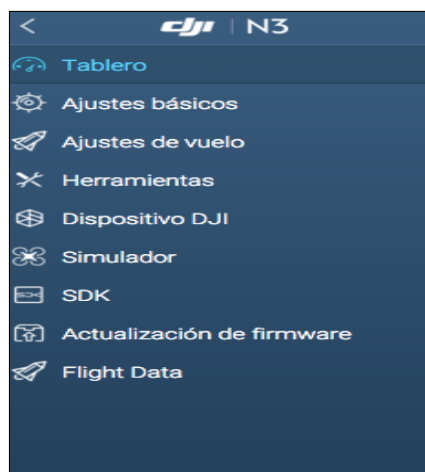 < dji | N3
Tablero
Ajustes básicos
Ajustes de vuelo
Herramientas
Dispositivo DJI
Simulador
SDK
Actualización de firmware
Flight Data